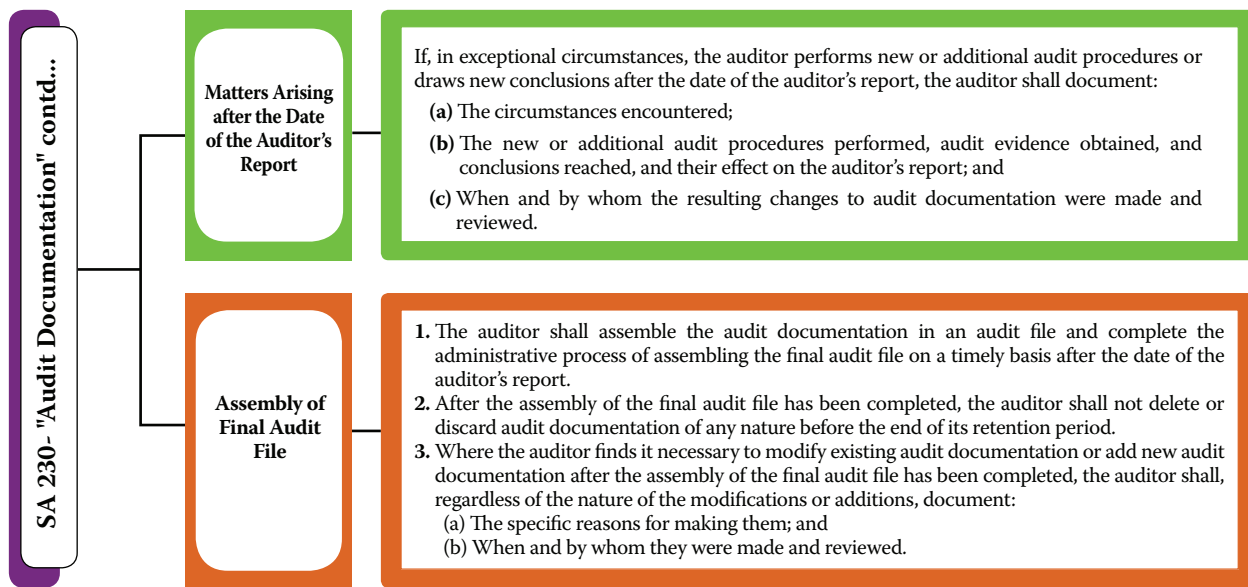 SA 230- "Audit Documentation" contd...
Matters Arising
after the Date
of the Auditor’s
Report
If, in exceptional circumstances, the auditor performs new or additional audit procedures or
draws new conclusions after the date of the auditor’s report, the auditor shall document:
(a) The circumstances encountered;
(b) The new or additional audit procedures performed, audit evidence obtained, and
conclusions reached, and their effect on the auditor’s report; and
(c) When and by whom the resulting changes to audit documentation were made and
reviewed.
Assembly of
Final Audit
File
1. The auditor shall assemble the audit documentation in an audit file and complete the
administrative process of assembling the final audit file on a timely basis after the date of the
auditor’s report.
2. After the assembly of the final audit file has been completed, the auditor shall not delete or
discard audit documentation of any nature before the end of its retention period.
3. Where the auditor finds it necessary to modify existing audit documentation or add new audit
documentation after the assembly of the final audit file has been completed, the auditor shall,
regardless of the nature of the modifications or additions, document:
(a) The specific reasons for making them; and
(b) When and by whom they were made and reviewed.